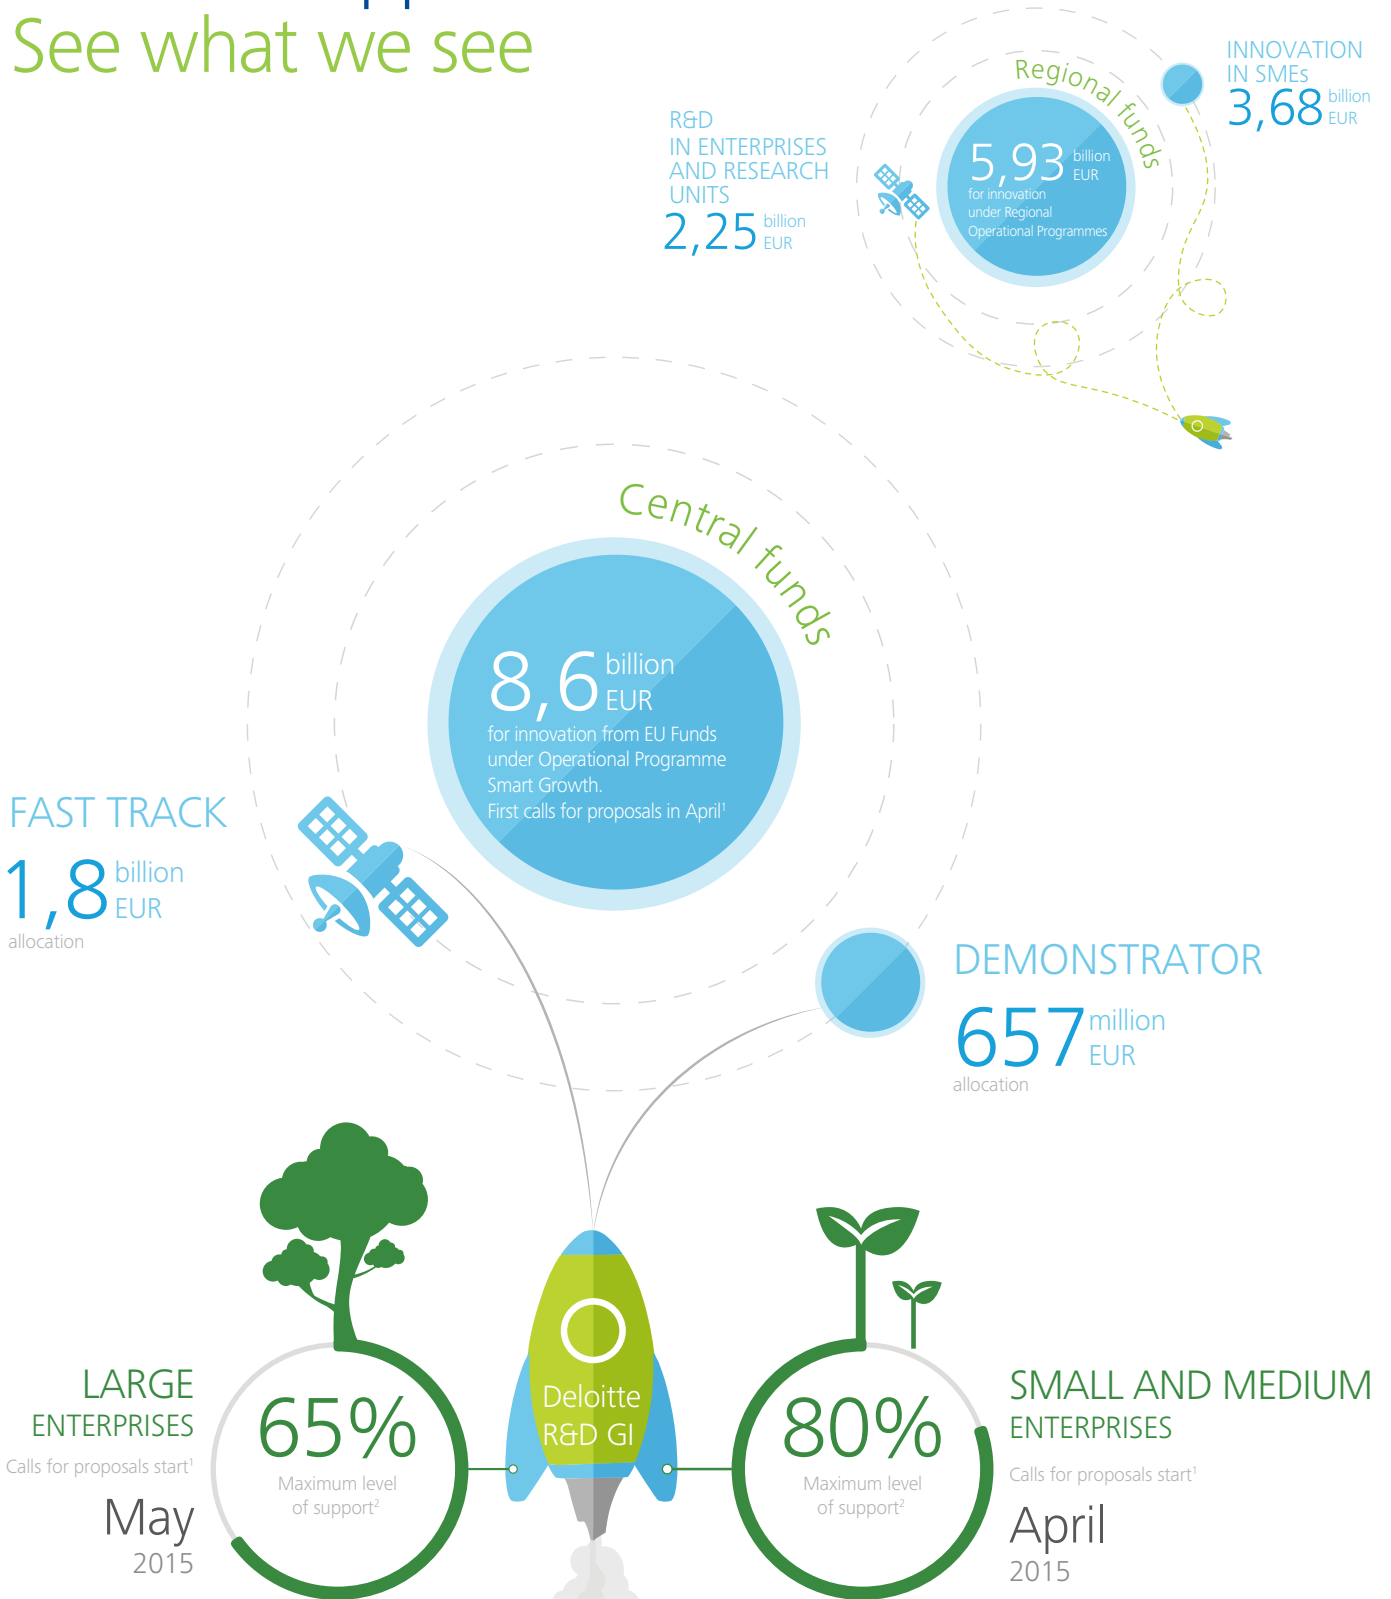 See what we see
INNOVATION
IN SMEs
3,68 billion
EUR
Regional funds
R&D
IN ENTERPRISES
AND RESEARCH
UNITS
2,25 billion
EUR
5,93 billion
EUR
for innovation
under Regional
Operational Programmes
Central funds
8,6 billion
EUR
for innovation from EU Funds
under Operational Programme
Smart Growth.
First calls for proposals in April¹
FAST TRACK
1,8 billion
EUR
allocation
DEMONSTRATOR
657 million
EUR
allocation
LARGE
ENTERPRISES
Calls for proposals start¹
May
2015
65%
Maximum level
of support²
Deloitte
R&D GI
80%
Maximum level
of support²
SMALL AND MEDIUM
ENTERPRISES
Calls for proposals start¹
April
2015